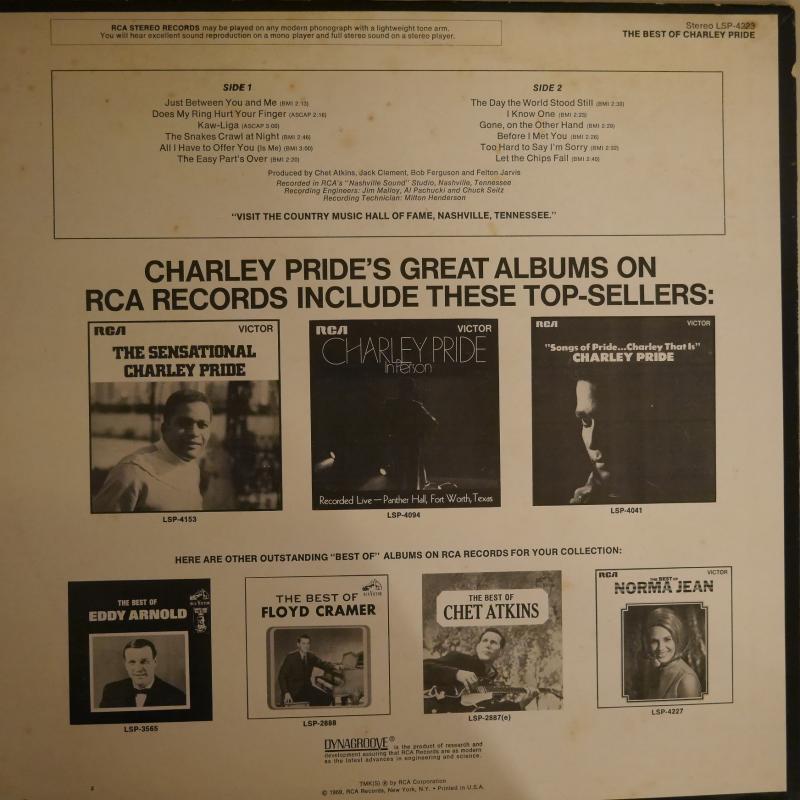 RCA STEREO RECORDS may be played on any modern phonograph with a lightweight tone arm.
You will hear excellent sound reproduction on a mono player and full stereo sound on a stereo player.
Stereo LSP-4223
THE BEST OF CHARLEY PRIDE
SIDE 1
Just Between You and Me (BMI 2:13)
Does My Ring Hurt Your Finger (ASCAP 2:16)
Kaw-Liga (ASCAP 3:00)
The Snakes Crawl at Night (BMI 2:46)
All I Have to Offer You (Is Me) (BMI 3:00)
The Easy Part's Over (BMI 2:20)
SIDE 2
The Day the World Stood Still (BMI 2:30)
I Know One (BMI 2:25)
Gone, on the Other Hand (BMI 2:29)
Before I Met You (BMI 2:26)
Too Hard to Say I'm Sorry (BMI 2:32)
Let the Chips Fall (BMI 2:40)
Produced by Chet Atkins, Jack Clement, Bob Ferguson and Felton Jarvis
Recorded in RCA's "Nashville Sound" Studio, Nashville, Tennessee
Recording Engineers: Jim Malloy, Al Pachucki and Chuck Seitz
Recording Technician: Milton Henderson
"VISIT THE COUNTRY MUSIC HALL OF FAME, NASHVILLE, TENNESSEE."
CHARLEY PRIDE'S GREAT ALBUMS ON
RCA RECORDS INCLUDE THESE TOP-SELLERS:
RCA VICTOR
THE SENSATIONAL
CHARLEY PRIDE
LSP-4153
RCA VICTOR
CHARLEY PRIDE
In Person
Recorded Live—Panther Hall, Fort Worth, Texas
LSP-4094
RCA VICTOR
"Songs of Pride...Charley That Is"
CHARLEY PRIDE
LSP-4041
HERE ARE OTHER OUTSTANDING "BEST OF" ALBUMS ON RCA RECORDS FOR YOUR COLLECTION:
THE BEST OF
EDDY ARNOLD
RCA VICTOR
LSP-3565
THE BEST OF
FLOYD CRAMER
RCA VICTOR
LSP-2888
THE BEST OF
CHET ATKINS
LSP-2887(e)
RCA VICTOR
THE BEST OF
NORMA JEAN
LSP-4227
DYNAGROOVE® is the product of research and
development assuring that RCA Records are as modern
as the latest advances in engineering and science.
TMK(S) ® by RCA Corporation
© 1969, RCA Records, New York, N.Y. • Printed in U.S.A.